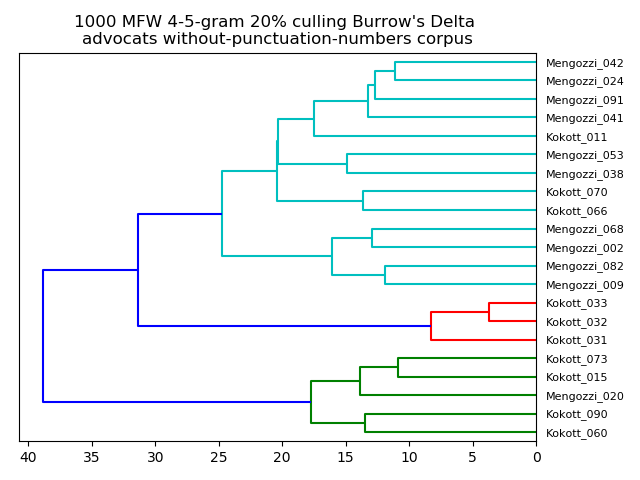 1000 MFW 4-5-gram 20% culling Burrow's Delta
advocats without-punctuation-numbers corpus
Mengozzi_042
Mengozzi_024
Mengozzi_091
Mengozzi_041
Kokott_011
Mengozzi_053
Mengozzi_038
Kokott_070
Kokott_066
Mengozzi_068
Mengozzi_002
Mengozzi_082
Mengozzi_009
Kokott_033
Kokott_032
Kokott_031
Kokott_073
Kokott_015
Mengozzi_020
Kokott_090
Kokott_060
40 35 30 25 20 15 10 5 0